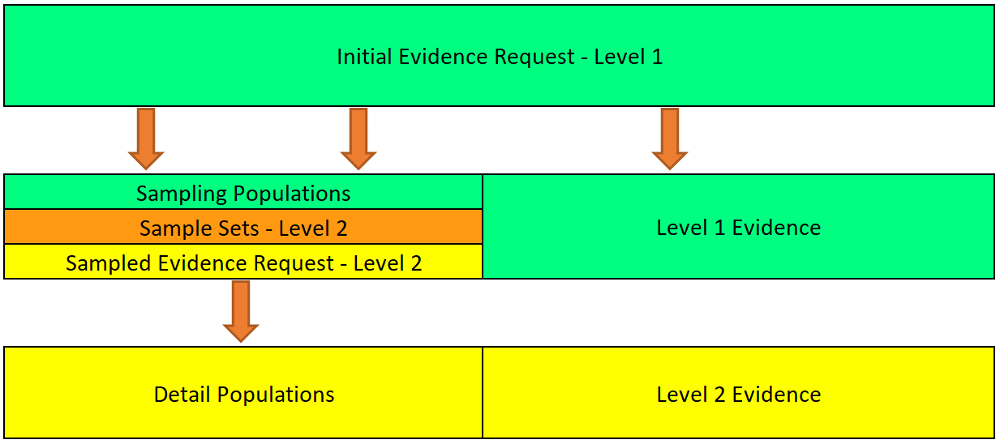 Initial Evidence Request - Level 1
Sampling Populations
Sample Sets - Level 2
Sampled Evidence Request - Level 2
Level 1 Evidence
Detail Populations
Level 2 Evidence